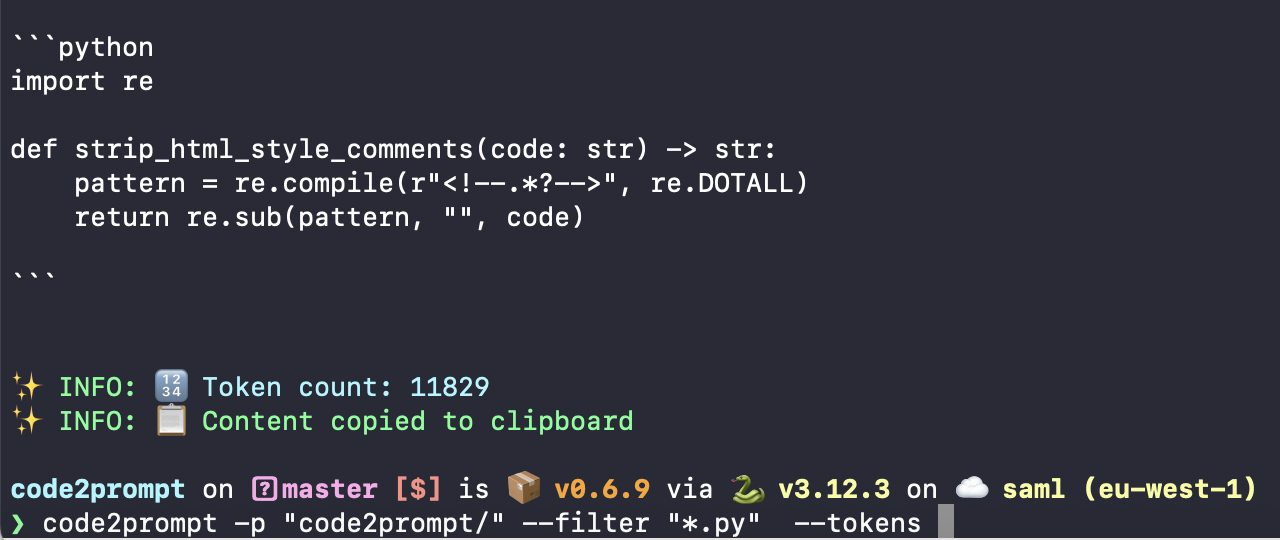 ```python
import re
def strip_html_style_comments(code: str) -> str:
    pattern = re.compile(r"<!--.*?-->", re.DOTALL)
    return re.sub(pattern, "", code)
```
✨ INFO: 🔢 Token count: 11829
✨ INFO: 📋 Content copied to clipboard
code2prompt on [?]master [$] is 📦 v0.6.9 via 🐍 v3.12.3 on ☁️ saml (eu-west-1)
❯ code2prompt -p "code2prompt/" --filter "*.py"  --tokens